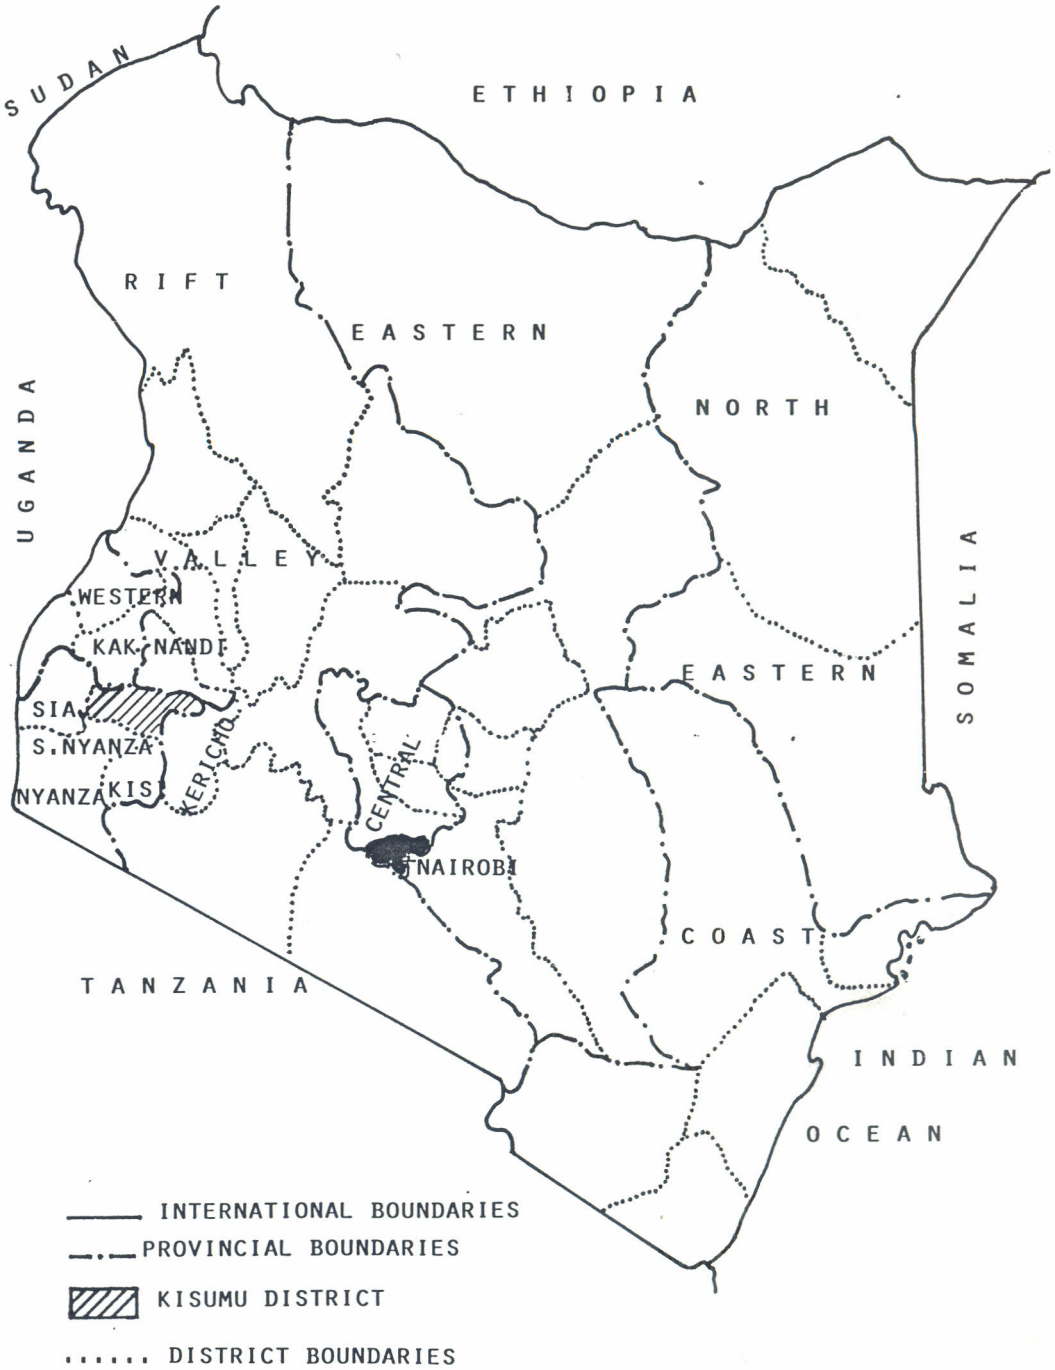 SUDAN
ETHIOPIA
RIFT
EASTERN
NORTH
UGANDA
VALLEY
WESTERN
KAK NANDI
SOMALIA
EASTERN
SIA
S.NYANZA
KERICHO
NYANZA
KISI
CENTRAL
NAIROBI
COAST
TANZANIA
INDIAN
OCEAN
INTERNATIONAL BOUNDARIES
PROVINCIAL BOUNDARIES
KISUMU DISTRICT
DISTRICT BOUNDARIES